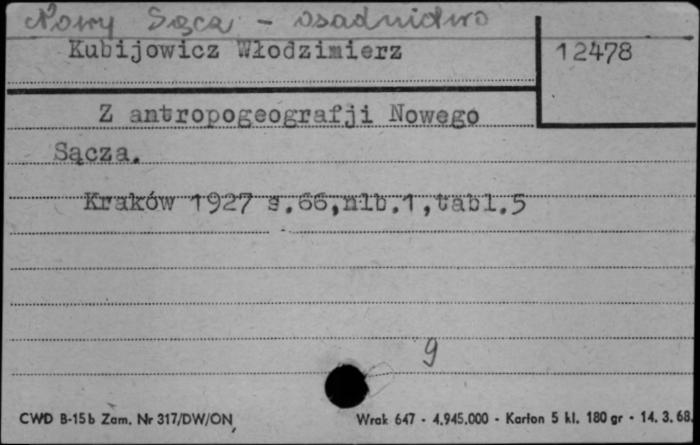 Nowy Sącz - osadnictwo
Kubijowicz Włodzimierz
12478
Z antropogeografji Nowego
Sącza.
Kraków 1927 s.66,nlb.1,tabl.5
9
CWD B-15b Zam. Nr 317/DW/ON, Wrak 647 - 4.945.000 - Karton 5 kl. 180 gr - 14. 3. 68.